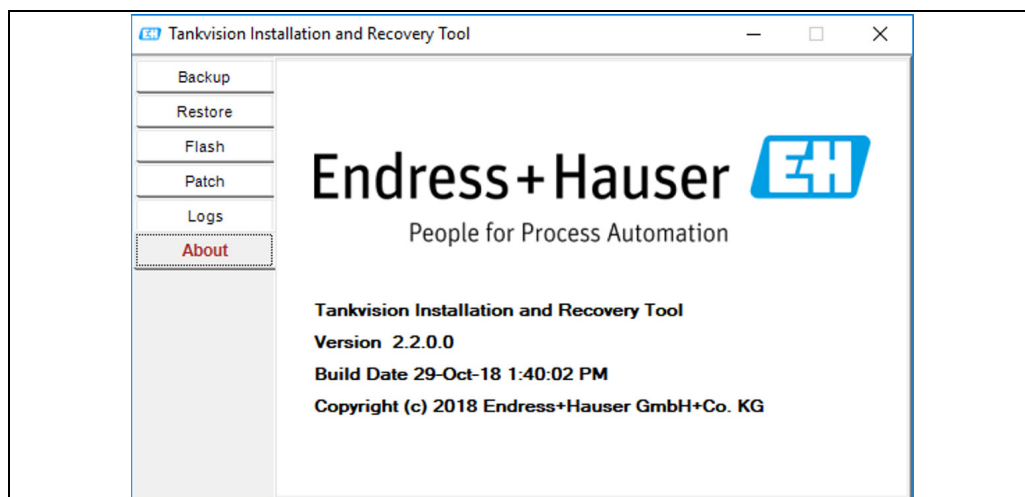 Tankvision Installation and Recovery Tool
Backup
Restore
Flash
Patch
Logs
About
Endress+Hauser EH
People for Process Automation
Tankvision Installation and Recovery Tool
Version 2.2.0.0
Build Date 29-Oct-18 1:40:02 PM
Copyright (c) 2018 Endress+Hauser GmbH+Co. KG